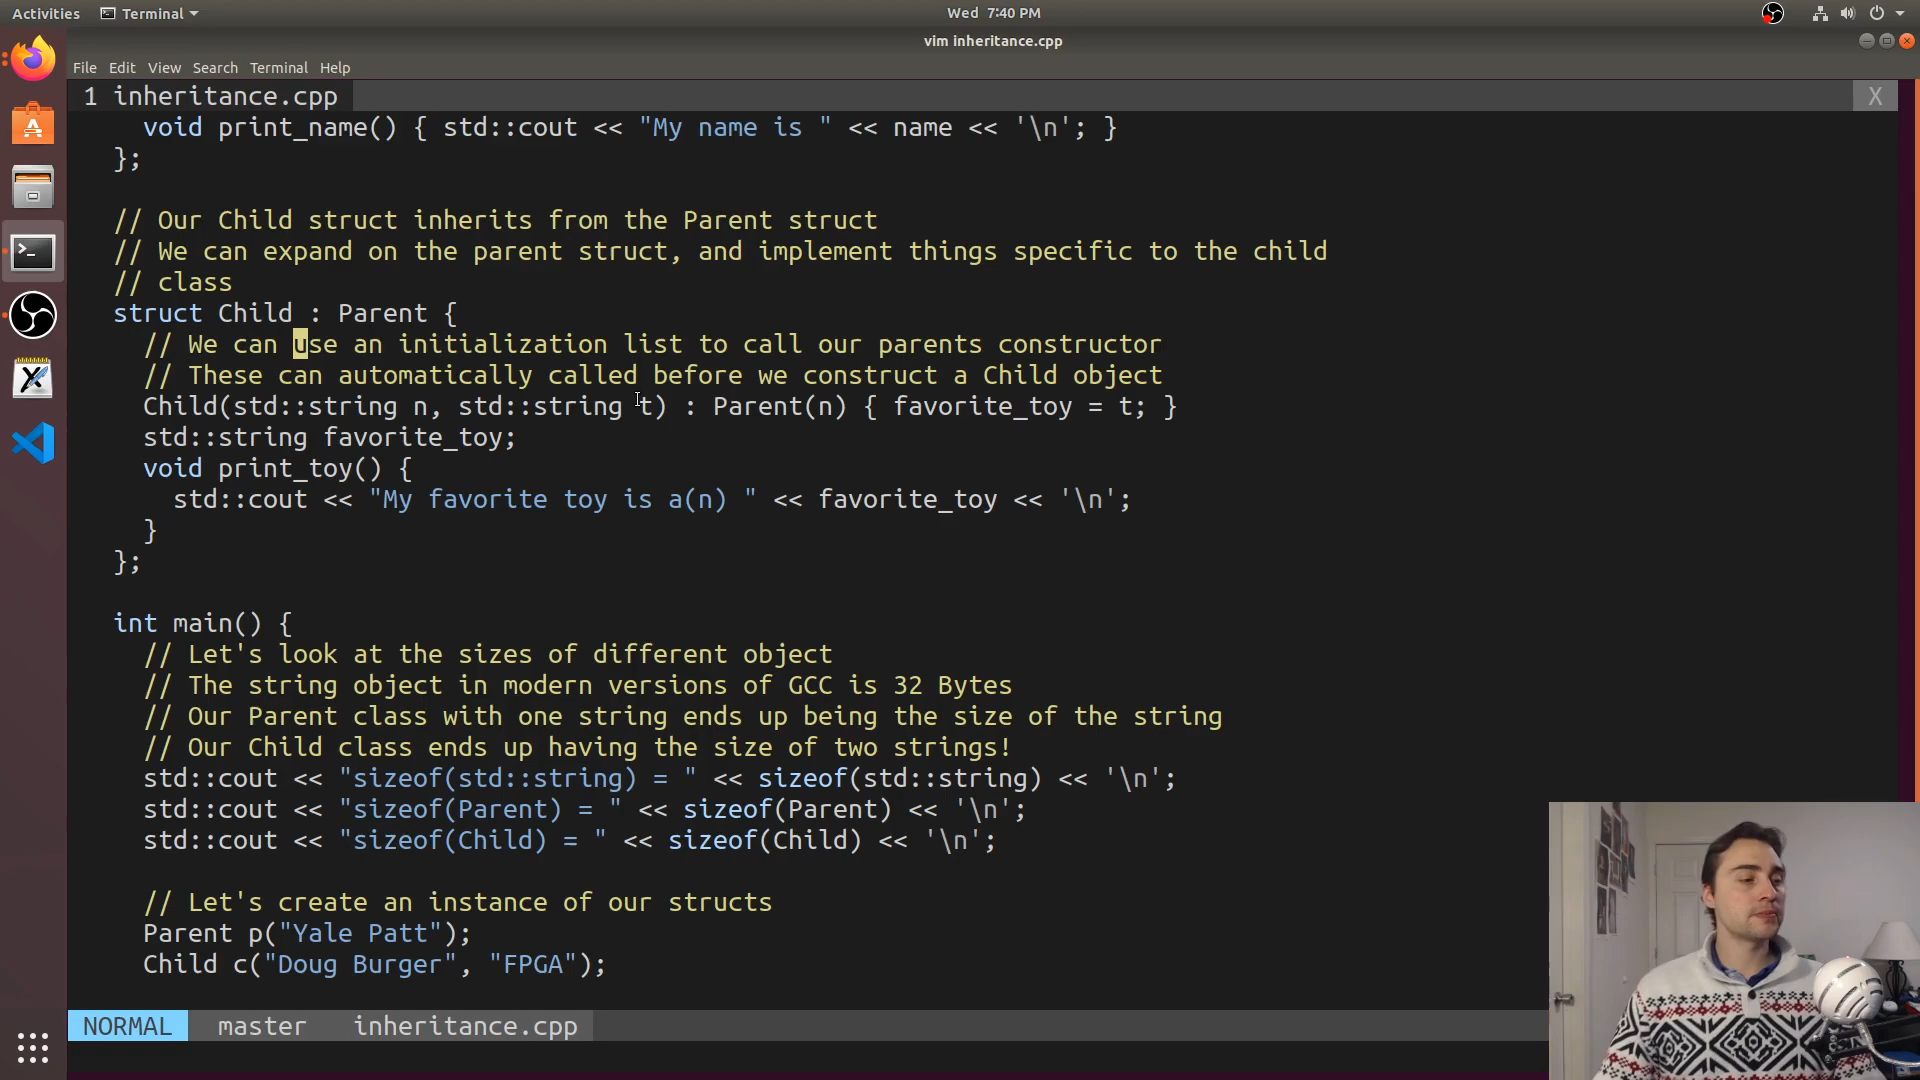 Activities Terminal Wed 7:40 PM
vim inheritance.cpp
File Edit View Search Terminal Help
1 inheritance.cpp X
void print_name() { std::cout << "My name is " << name << '\n'; }
};
// Our Child struct inherits from the Parent struct
// We can expand on the parent struct, and implement things specific to the child
// class
struct Child : Parent {
// We can use an initialization list to call our parents constructor
// These can automatically called before we construct a Child object
Child(std::string n, std::string t) : Parent(n) { favorite_toy = t; }
std::string favorite_toy;
void print_toy() {
std::cout << "My favorite toy is a(n) " << favorite_toy << '\n';
}
};
int main() {
// Let's look at the sizes of different object
// The string object in modern versions of GCC is 32 Bytes
// Our Parent class with one string ends up being the size of the string
// Our Child class ends up having the size of two strings!
std::cout << "sizeof(std::string) = " << sizeof(std::string) << '\n';
std::cout << "sizeof(Parent) = " << sizeof(Parent) << '\n';
std::cout << "sizeof(Child) = " << sizeof(Child) << '\n';
// Let's create an instance of our structs
Parent p("Yale Patt");
Child c("Doug Burger", "FPGA");
NORMAL master inheritance.cpp